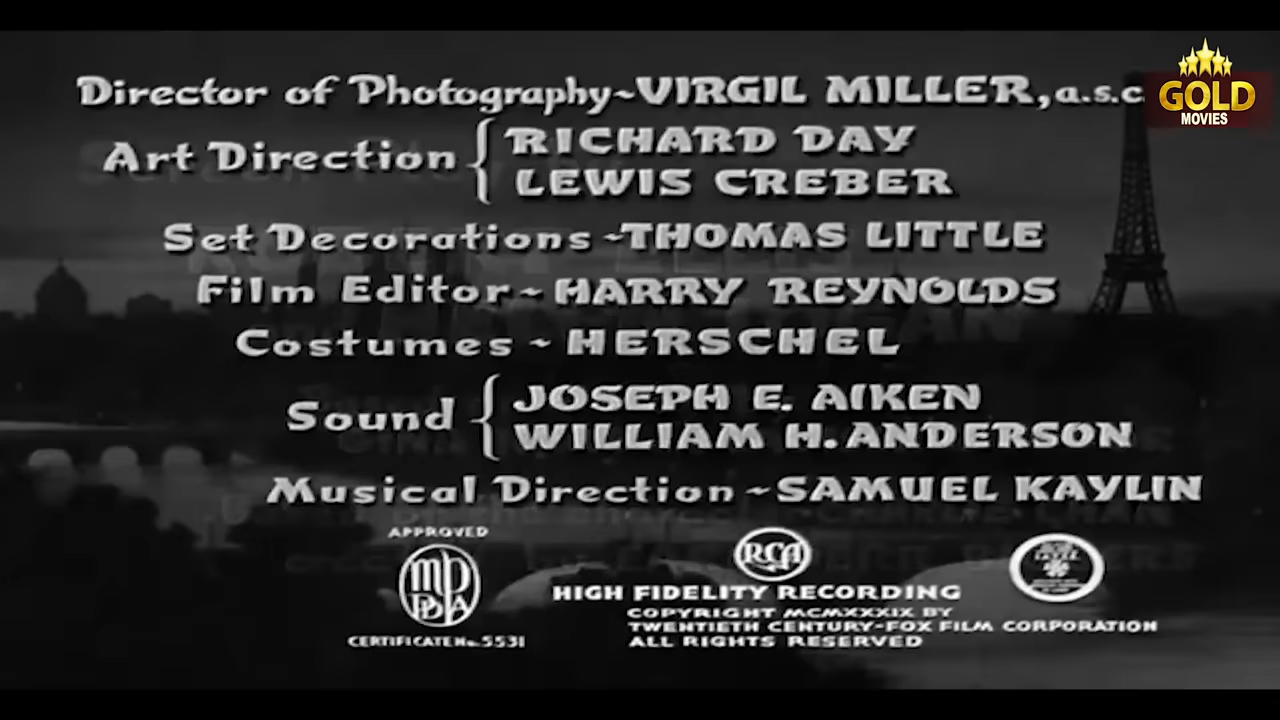 Director of Photography~VIRGIL MILLER, a.s.c.
GOLD
MOVIES
Art Direction { RICHARD DAY
LEWIS CREBER
Set Decorations ~THOMAS LITTLE
Film Editor~HARRY REYNOLDS
Costumes ~ HERSCHEL
Sound { JOSEPH E. AIKEN
WILLIAM H. ANDERSON
Musical Direction ~SAMUEL KAYLIN
APPROVED
MPPDA
CERTIFICATE No. 5531
RCA
HIGH FIDELITY RECORDING
COPYRIGHT MCMXXXIX BY
TWENTIETH CENTURY-FOX FILM CORPORATION
ALL RIGHTS RESERVED